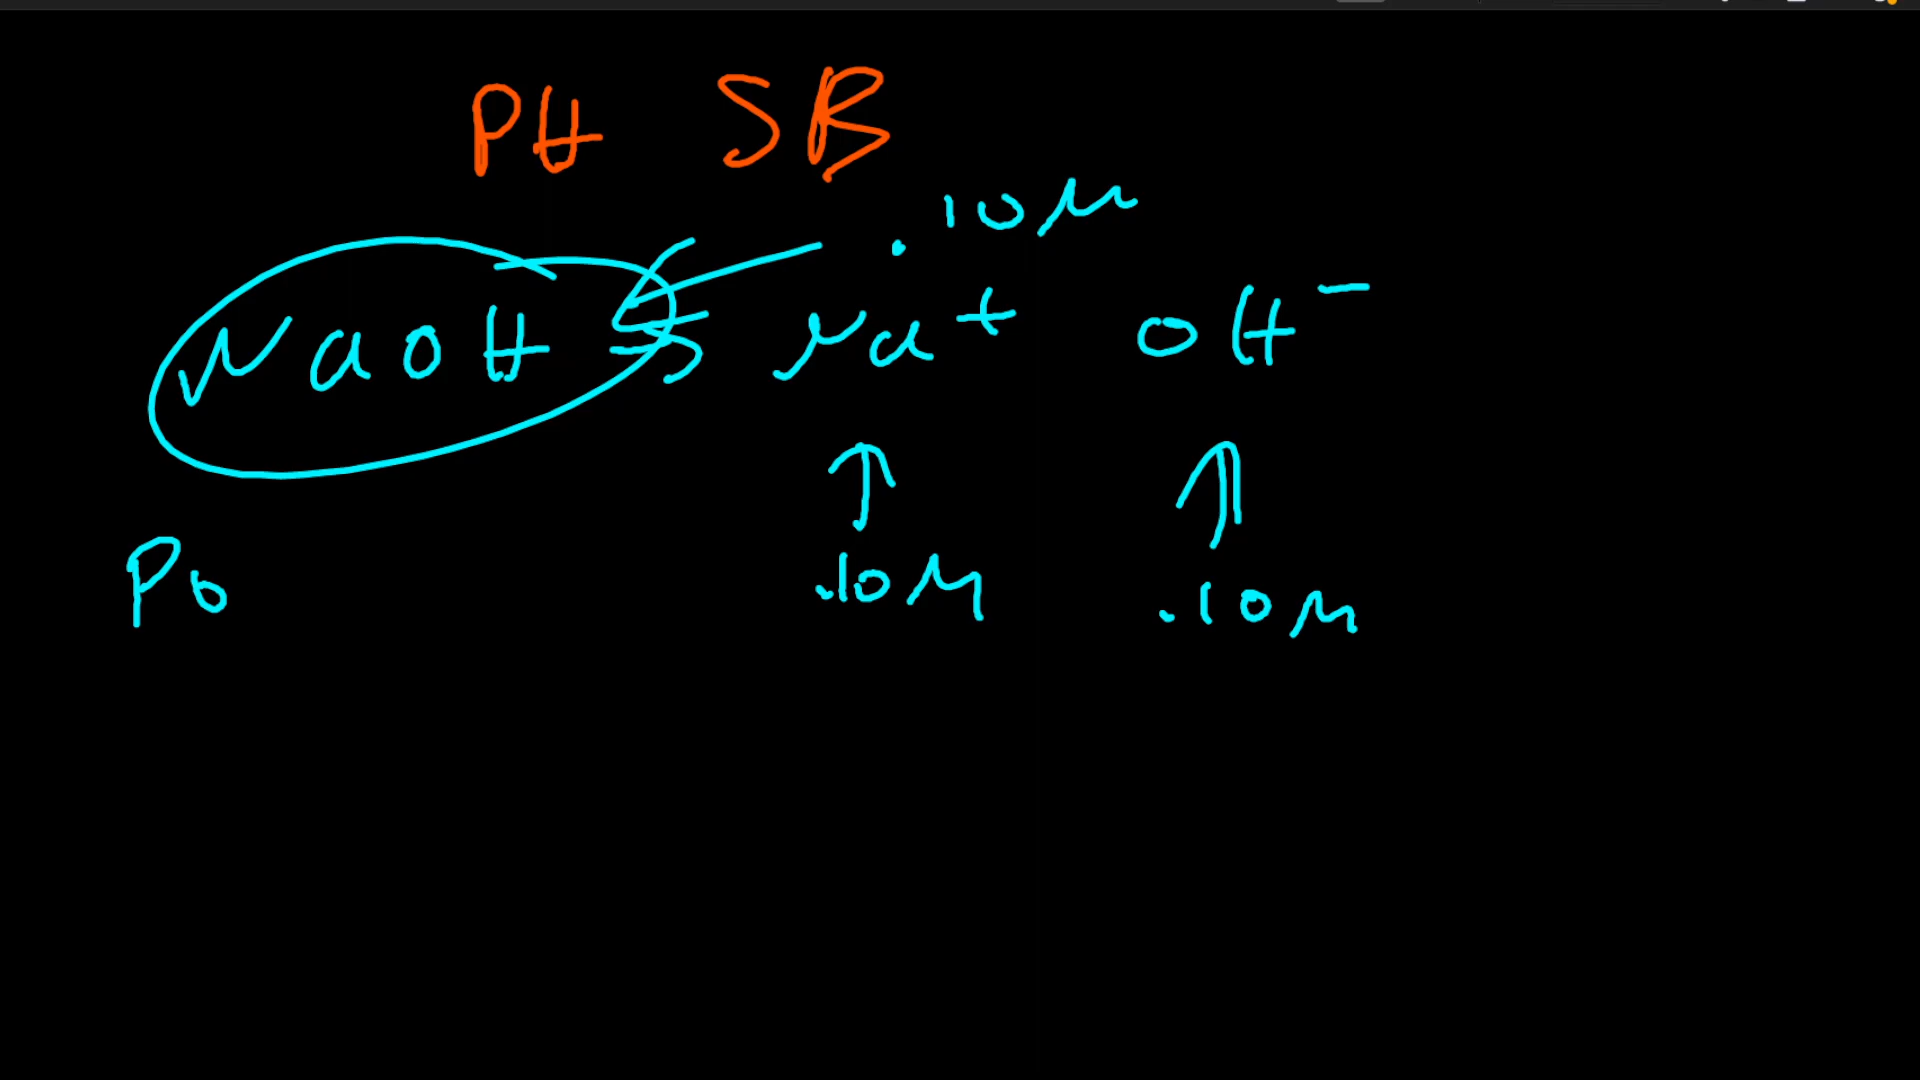 PH SB
.10M
NaOH ⇌ Na+ OH−
.10M .10M
PO